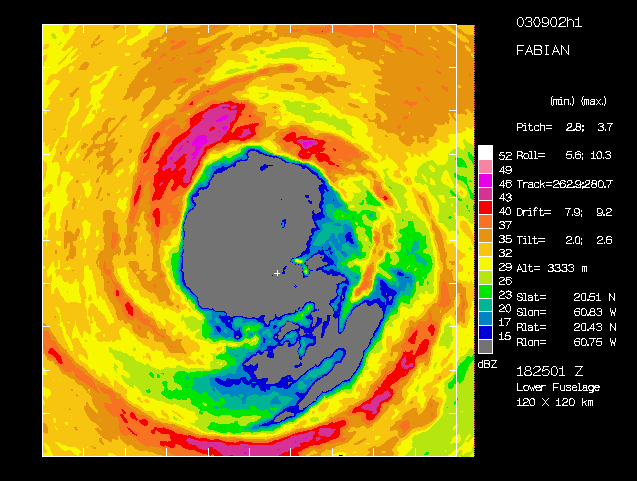 030902h1
FABIAN
(min.) (max.)
Pitch= 2.9; 3.7
Roll= 5.6; 10.3
Track=262.9;280.7
Drift= 7.9; 9.2
Tilt= 2.0; 2.6
Alt= 3333 m
Slat= 20.51 N
Slon= 60.83 W
Rlat= 20.43 N
Rlon= 60.75 W
182501 Z
Lower Fuselage
120 X 120 km
52
49
46
43
40
37
35
32
29
26
23
20
17
15
dBZ